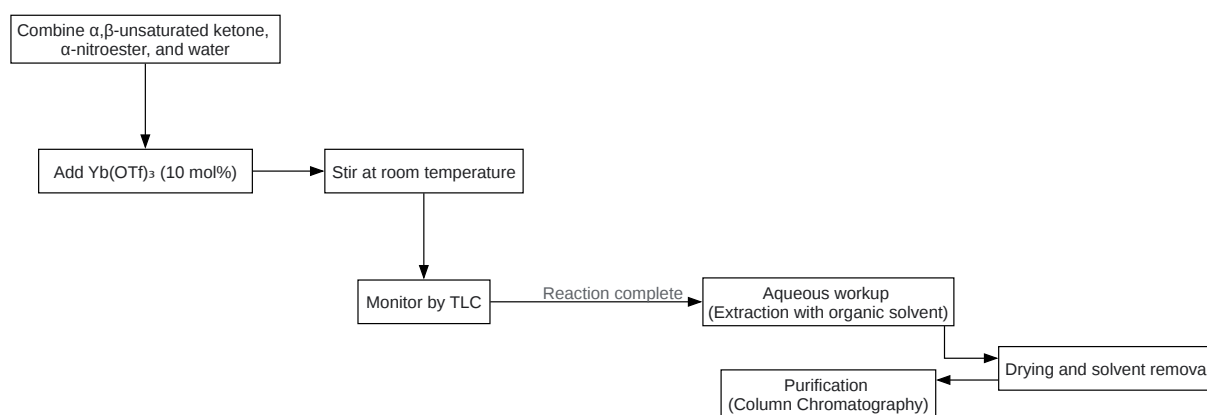 Combine α,β-unsaturated ketone,
α-nitroester, and water
Add Yb(OTf)₃ (10 mol%)
Stir at room temperature
Monitor by TLC
Reaction complete
Aqueous workup
(Extraction with organic solvent)
Drying and solvent remova
Purification
(Column Chromatography)